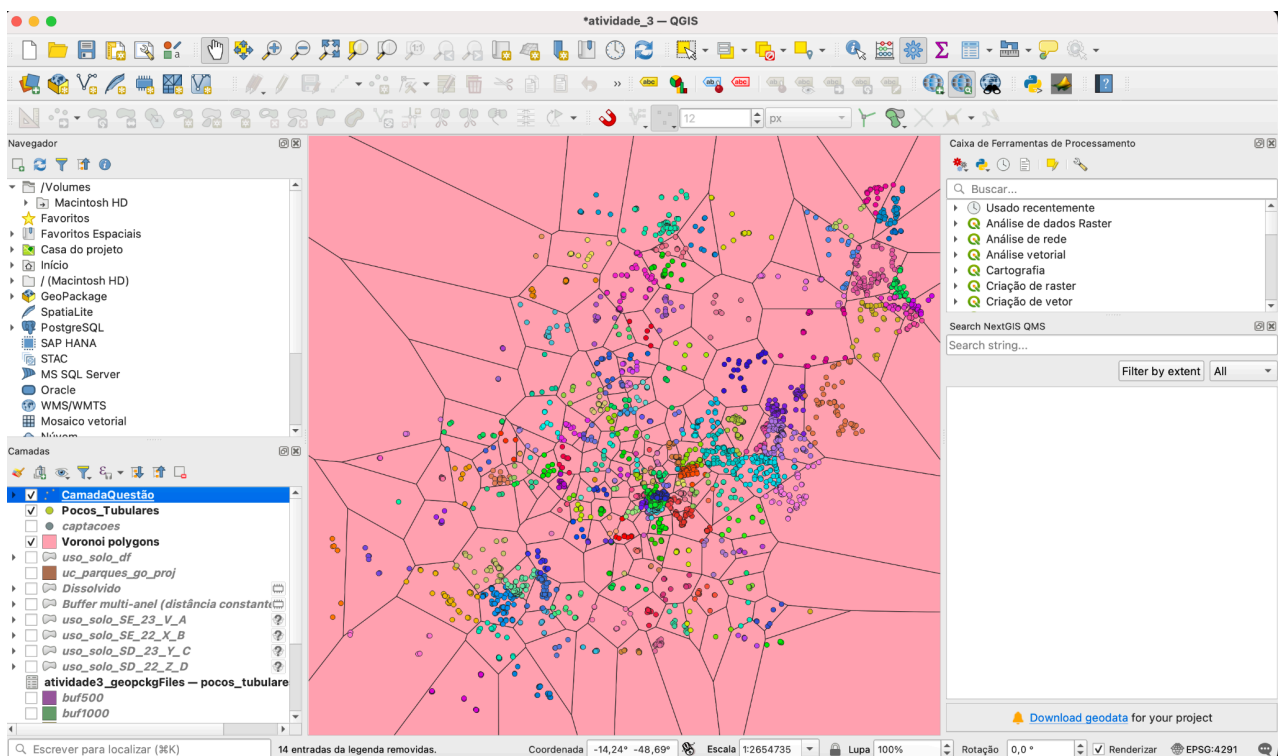 *atividade_3 — QGIS
abc
abc
abc
12
px
Navegador
/Volumes
Macintosh HD
Favoritos
Favoritos Espaciais
Casa do projeto
Início
/ (Macintosh HD)
GeoPackage
SpatiaLite
PostgreSQL
SAP HANA
STAC
MS SQL Server
Oracle
WMS/WMTS
Mosaico vetorial
Núvem
Camadas
CamadaQuestão
Pocos_Tubulares
captacoes
Voronoi polygons
uso_solo_df
uc_parques_go_proj
Dissolvido
Buffer multi-anel (distância constante
uso_solo_SE_23_V_A
uso_solo_SE_22_X_B
uso_solo_SD_23_Y_C
uso_solo_SD_22_Z_D
atividade3_geopckgFiles — pocos_tubulare
buf500
buf1000
Caixa de Ferramentas de Processamento
Buscar...
Usado recentemente
Análise de dados Raster
Análise de rede
Análise vetorial
Cartografia
Criação de raster
Criação de vetor
Search NextGIS QMS
Search string...
Filter by extent All
Download geodata for your project
Escrever para localizar (⌘K) 14 entradas da legenda removidas. Coordenada -14,24° -48,69° Escala 1:2654735 Lupa 100% Rotação 0,0 ° Renderizar EPSG:4291